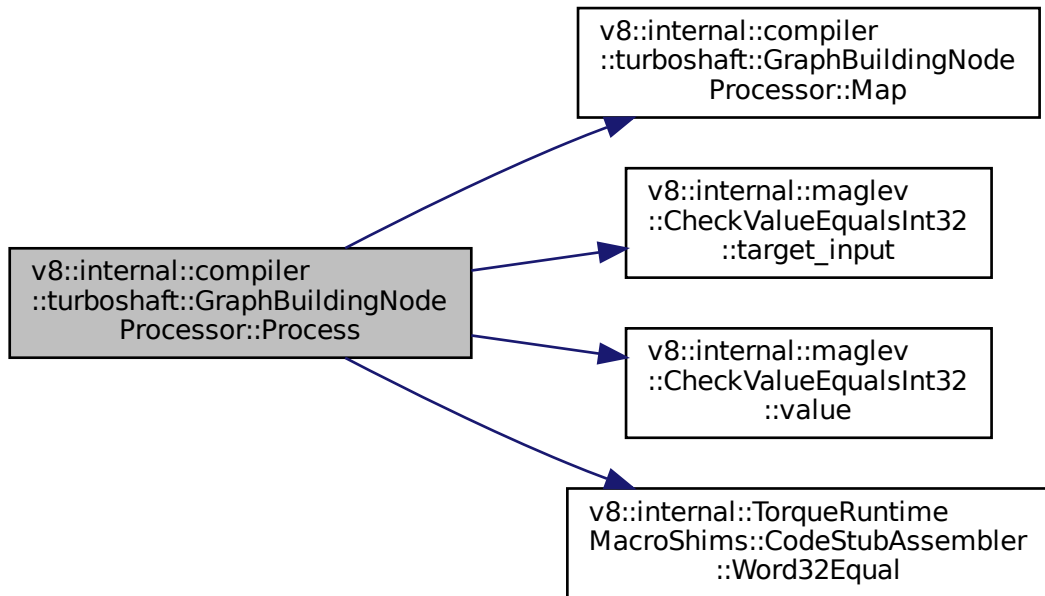 v8::internal::compiler
::turboshaft::GraphBuildingNode
Processor::Map
v8::internal::maglev
::CheckValueEqualsInt32
::target_input
v8::internal::compiler
::turboshaft::GraphBuildingNode
Processor::Process
v8::internal::maglev
::CheckValueEqualsInt32
::value
v8::internal::TorqueRuntime
MacroShims::CodeStubAssembler
::Word32Equal